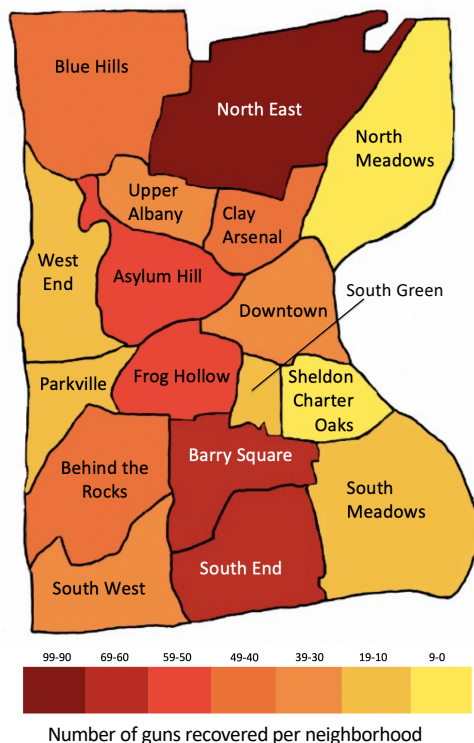 Blue Hills
North East
North
Meadows
Upper
Albany
Clay
Arsenal
West
End
Asylum Hill
South Green
Downtown
Parkville
Frog Hollow
Sheldon
Charter
Oaks
Barry Square
Behind the
Rocks
South
Meadows
South End
South West
99-90 69-60 59-50 49-40 39-30 19-10 9-0
Number of guns recovered per neighborhood